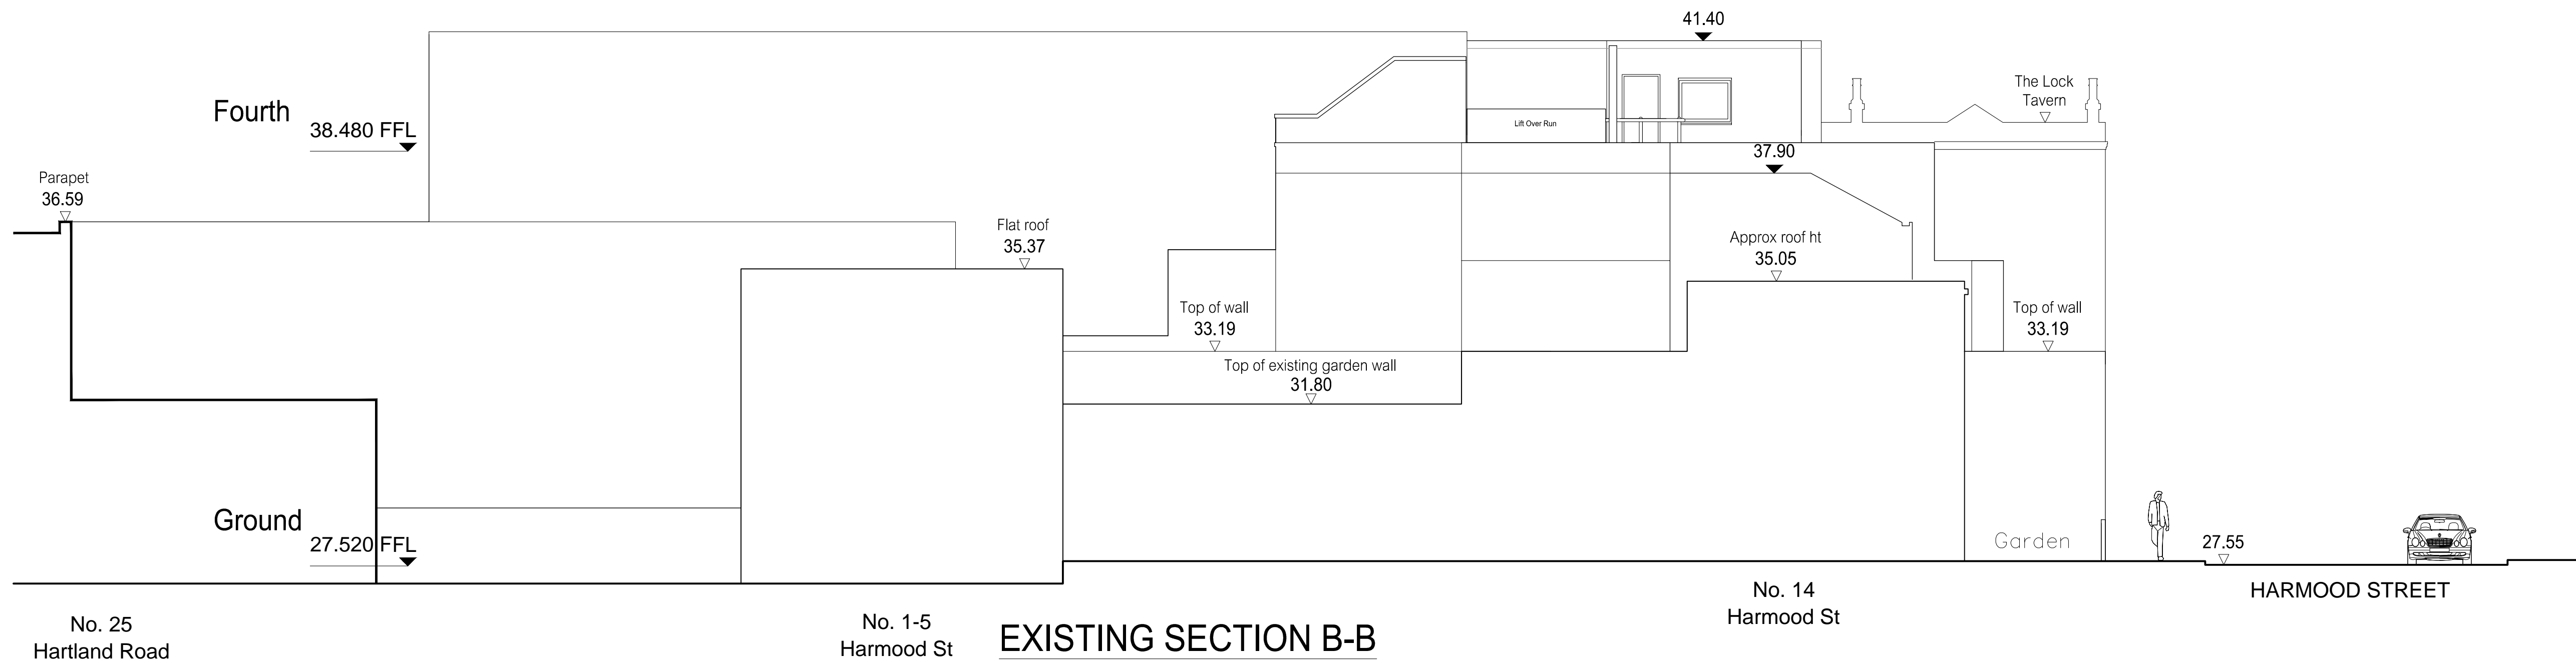 41.40
The Lock
Tavern
Fourth
38.480 FFL
Lift Over Run
37.90
Parapet
36.59
Flat roof
35.37
Approx roof ht
35.05
Top of wall
33.19
Top of wall
33.19
Top of existing garden wall
31.80
Ground
27.520 FFL
Garden
27.55
HARMOOD STREET
No. 14
Harmood St
No. 25
Hartland Road
No. 1-5
Harmood St
EXISTING SECTION B-B